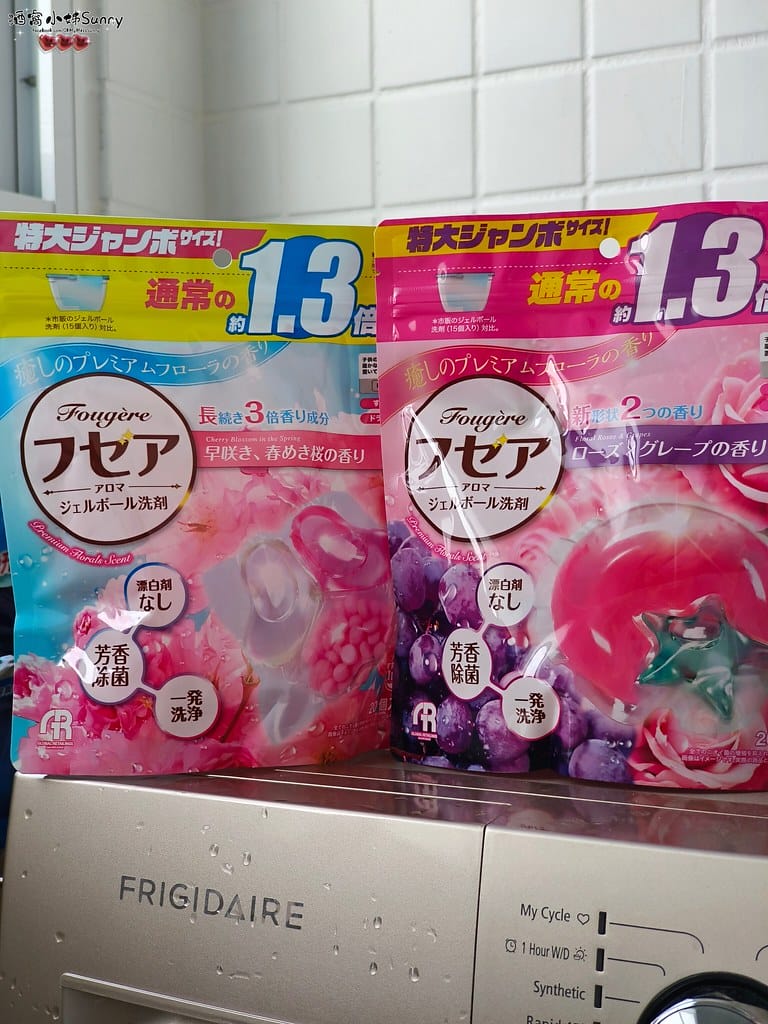 酒窩小姊Sunry
特大ジャンボサイズ!
通常の
約1.3倍
*市販のジェルボール
洗剤(15個入り)対比。
癒しのプレミアムフローラの香り
Fougère
フゼア
アロマ
ジェルボール洗剤
Premium Florals Scent
長続き3倍香り成分
Cherry Blossom in the Spring
早咲き、春めき桜の香り
漂白剤
なし
芳香
除菌
一発
洗浄
AR
GLOBAL RETAILINGS
特大ジャンボサイズ!
通常の
約1.3
*市販のジェルボール
洗剤(15個入り)対比。
癒しのプレミアムフローラの香り
Fougère
フゼア
アロマ
ジェルボール洗剤
Premium Florals Scent
新形状2つの香り
Floral Roses & Grapes
ローズ&グレープの香り
漂白剤
なし
芳香
除菌
一発
洗浄
AR
FRIGIDAIRE
My Cycle
1 Hour W/D
Synthetic